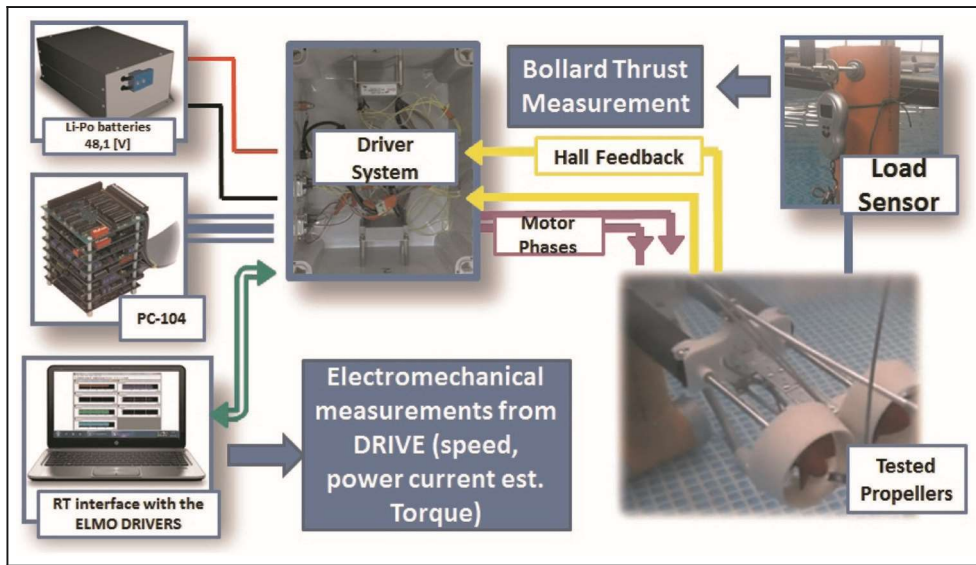 Li-Po batteries
48,1 [V]
Driver
System
Bollard Thrust
Measurement
Load
Sensor
Hall Feedback
Motor
Phases
PC-104
RT interface with the
ELMO DRIVERS
Electromechanical
measurements from
DRIVE (speed,
power current est.
Torque)
Tested
Propellers